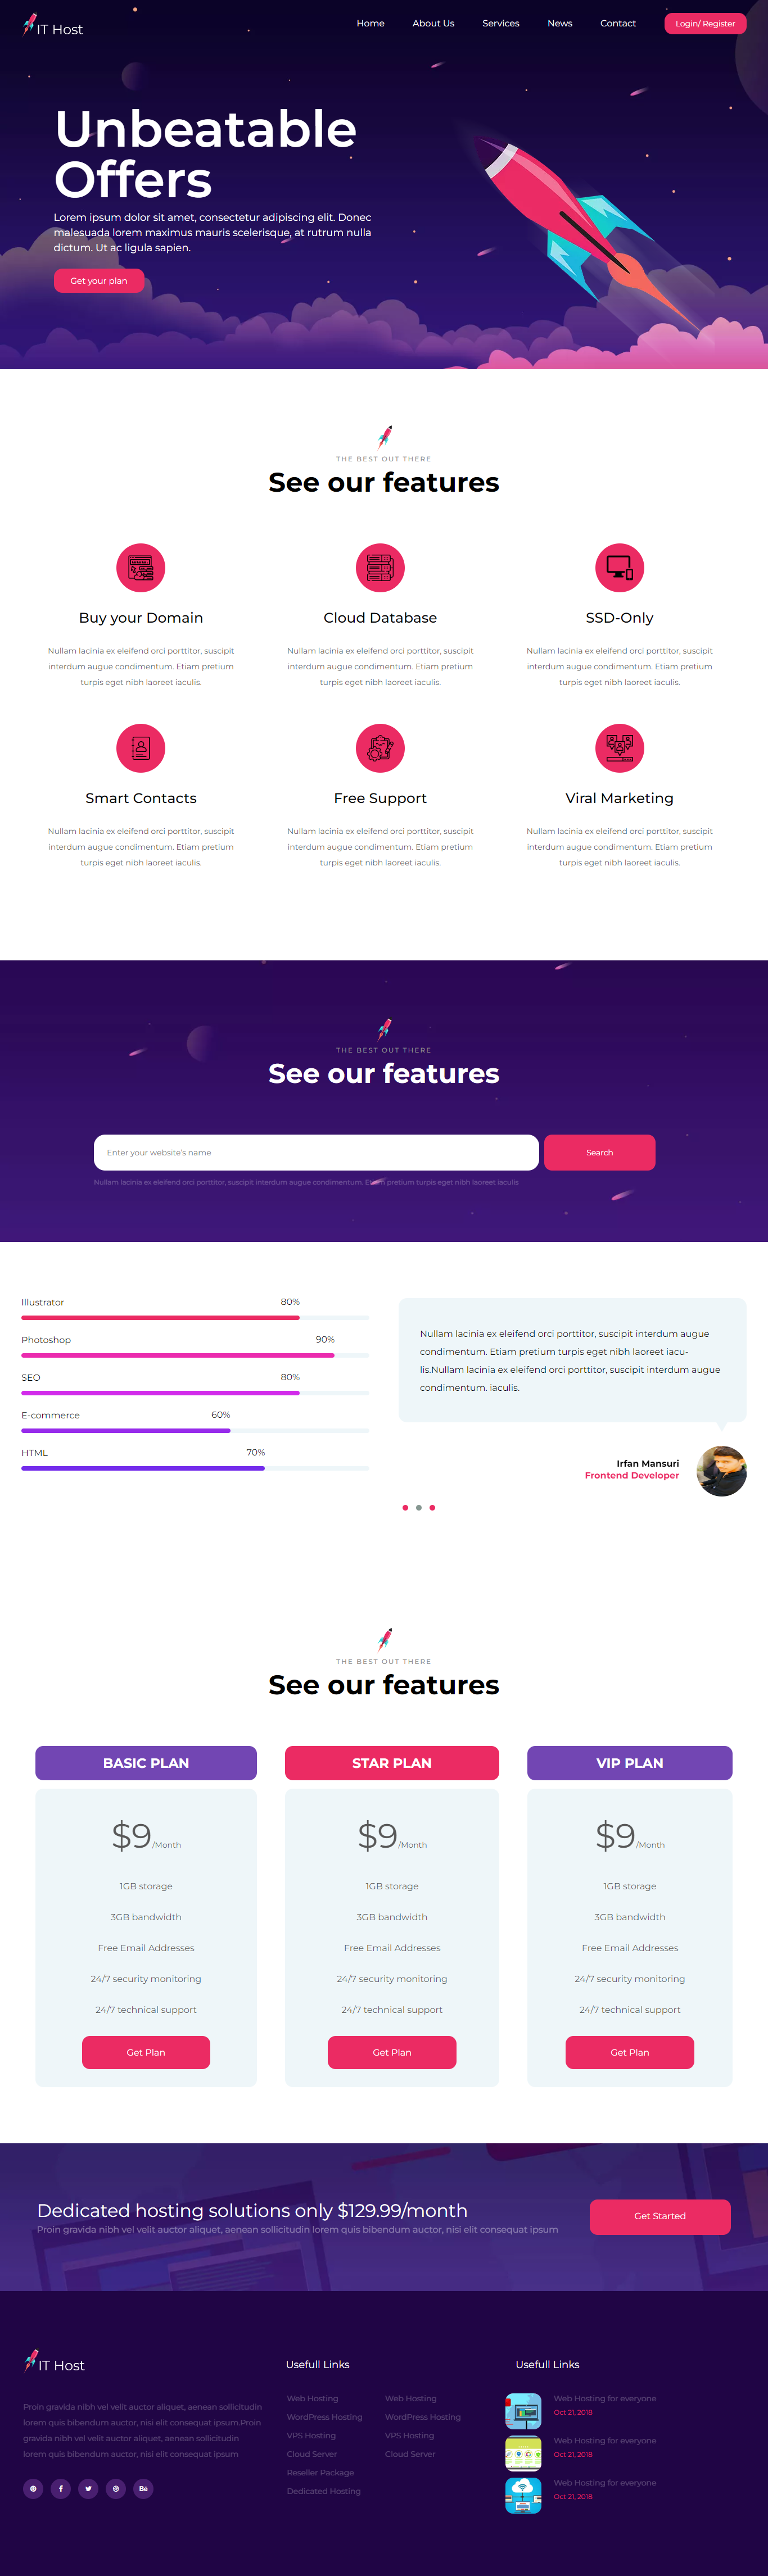 IT Host
Home
About Us
Services
News
Contact
Login/ Register
Unbeatable
Offers
Lorem ipsum dolor sit amet, consectetur adipiscing elit. Donec
malesuada lorem maximus mauris scelerisque, at rutrum nulla
dictum. Ut ac ligula sapien.
Get your plan
THE BEST OUT THERE
See our features
Buy your Domain
Nullam lacinia ex eleifend orci porttitor, suscipit
interdum augue condimentum. Etiam pretium
turpis eget nibh laoreet iaculis.
Cloud Database
Nullam lacinia ex eleifend orci porttitor, suscipit
interdum augue condimentum. Etiam pretium
turpis eget nibh laoreet iaculis.
SSD-Only
Nullam lacinia ex eleifend orci porttitor, suscipit
interdum augue condimentum. Etiam pretium
turpis eget nibh laoreet iaculis.
Smart Contacts
Nullam lacinia ex eleifend orci porttitor, suscipit
interdum augue condimentum. Etiam pretium
turpis eget nibh laoreet iaculis.
Free Support
Nullam lacinia ex eleifend orci porttitor, suscipit
interdum augue condimentum. Etiam pretium
turpis eget nibh laoreet iaculis.
Viral Marketing
Nullam lacinia ex eleifend orci porttitor, suscipit
interdum augue condimentum. Etiam pretium
turpis eget nibh laoreet iaculis.
THE BEST OUT THERE
See our features
Enter your website's name
Search
Nullam lacinia ex eleifend orci porttitor, suscipit interdum augue condimentum. Etiam pretium turpis eget nibh laoreet iaculis
Illustrator 80%
Photoshop 90%
SEO 80%
E-commerce 60%
HTML 70%
Nullam lacinia ex eleifend orci porttitor, suscipit interdum augue
condimentum. Etiam pretium turpis eget nibh laoreet iacu-
lis.Nullam lacinia ex eleifend orci porttitor, suscipit interdum augue
condimentum. iaculis.
Irfan Mansuri
Frontend Developer
THE BEST OUT THERE
See our features
BASIC PLAN
$9/Month
1GB storage
3GB bandwidth
Free Email Addresses
24/7 security monitoring
24/7 technical support
Get Plan
STAR PLAN
$9/Month
1GB storage
3GB bandwidth
Free Email Addresses
24/7 security monitoring
24/7 technical support
Get Plan
VIP PLAN
$9/Month
1GB storage
3GB bandwidth
Free Email Addresses
24/7 security monitoring
24/7 technical support
Get Plan
Dedicated hosting solutions only $129.99/month
Proin gravida nibh vel velit auctor aliquet, aenean sollicitudin lorem quis bibendum auctor, nisi elit consequat ipsum
Get Started
IT Host
Proin gravida nibh vel velit auctor aliquet, aenean sollicitudin
lorem quis bibendum auctor, nisi elit consequat ipsum.Proin
gravida nibh vel velit auctor aliquet, aenean sollicitudin
lorem quis bibendum auctor, nisi elit consequat ipsum
Usefull Links
Web Hosting
WordPress Hosting
VPS Hosting
Cloud Server
Reseller Package
Dedicated Hosting
Web Hosting
WordPress Hosting
VPS Hosting
Cloud Server
Usefull Links
Web Hosting for everyone
Oct 21, 2018
Web Hosting for everyone
Oct 21, 2018
Web Hosting for everyone
Oct 21, 2018